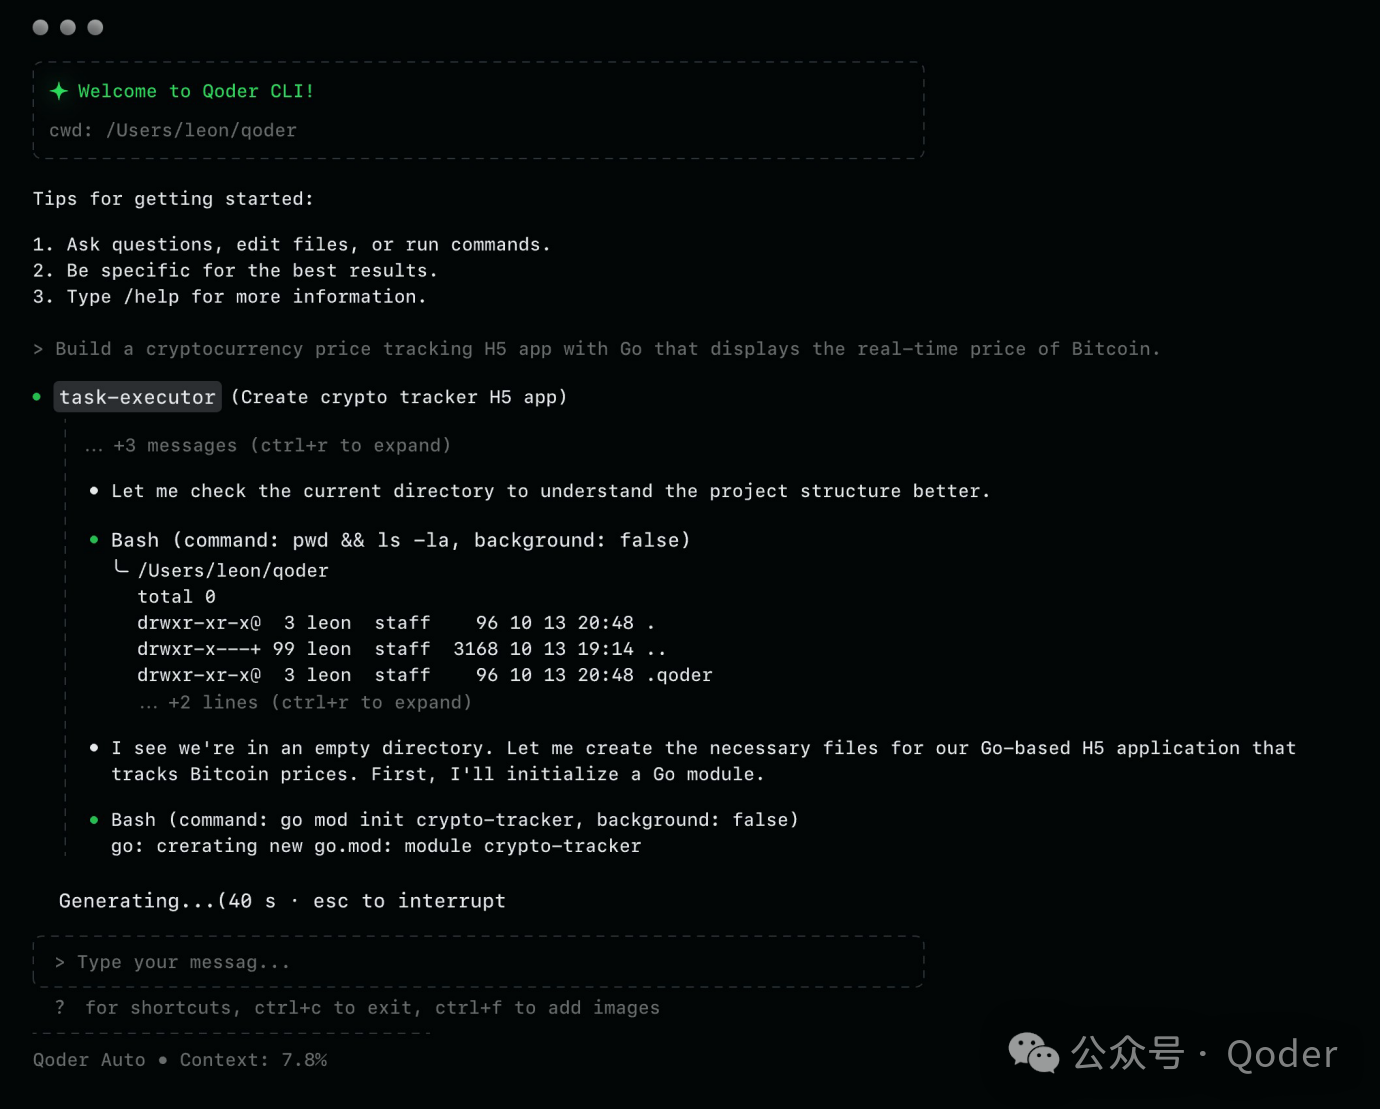 Welcome to Qoder CLI!
cwd: /Users/leon/qoder
Tips for getting started:
1. Ask questions, edit files, or run commands.
2. Be specific for the best results.
3. Type /help for more information.
> Build a cryptocurrency price tracking H5 app with Go that displays the real-time price of Bitcoin.
• task-executor (Create crypto tracker H5 app)
... +3 messages (ctrl+r to expand)
• Let me check the current directory to understand the project structure better.
• Bash (command: pwd && ls -la, background: false)
/Users/leon/qoder
total 0
drwxr-xr-x@  3 leon  staff    96 10 13 20:48 .
drwxr-x---+ 99 leon  staff  3168 10 13 19:14 ..
drwxr-xr-x@  3 leon  staff    96 10 13 20:48 .qoder
... +2 lines (ctrl+r to expand)
• I see we're in an empty directory. Let me create the necessary files for our Go-based H5 application that
tracks Bitcoin prices. First, I'll initialize a Go module.
• Bash (command: go mod init crypto-tracker, background: false)
go: crerating new go.mod: module crypto-tracker
Generating...(40 s · esc to interrupt
> Type your messag...
? for shortcuts, ctrl+c to exit, ctrl+f to add images
Qoder Auto • Context: 7.8%
公众号 · Qoder